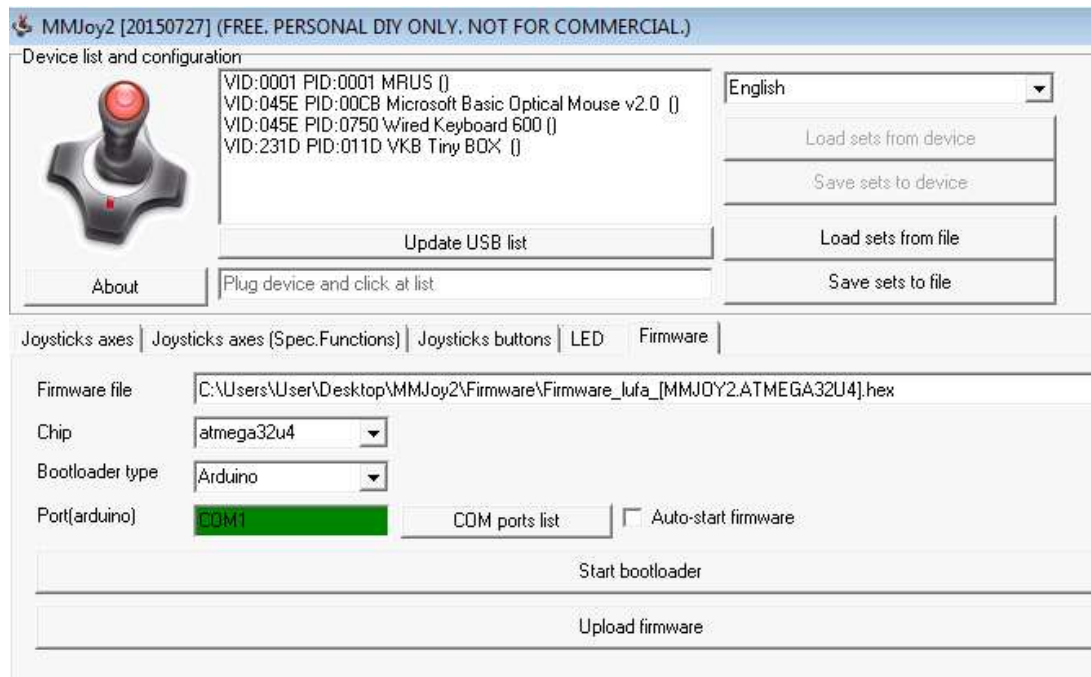 MMJoy2 [20150727] (FREE. PERSONAL DIY ONLY. NOT FOR COMMERCIAL.)
Device list and configuration
VID:0001 PID:0001 MRUS ()
VID:045E PID:00CB Microsoft Basic Optical Mouse v2.0 ()
VID:045E PID:0750 Wired Keyboard 600 ()
VID:231D PID:011D VKB Tiny BOX ()
English
Load sets from device
Save sets to device
Update USB list
Load sets from file
About
Plug device and click at list
Save sets to file
Joysticks axes
Joysticks axes (Spec.Functions)
Joysticks buttons
LED
Firmware
Firmware file
C:\Users\User\Desktop\MMJoy2\Firmware\Firmware_lufa_[MMJOY2.ATMEGA32U4].hex
Chip
atmega32u4
Bootloader type
Arduino
Port(arduino)
COM1
COM ports list
Auto-start firmware
Start bootloader
Upload firmware